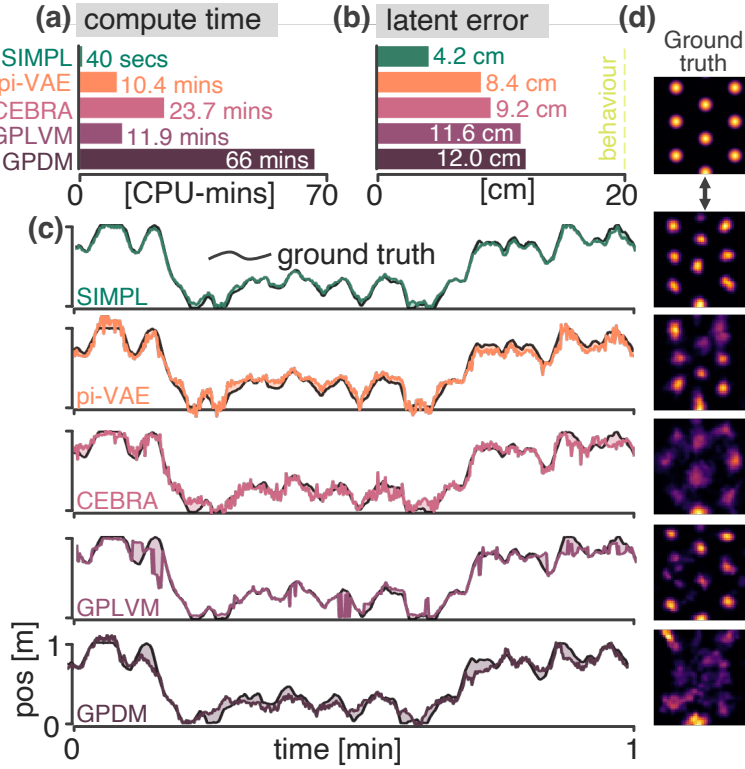 (a) compute time
(b) latent error
(d)
SIMPL 40 secs
pi-VAE 10.4 mins
CEBRA 23.7 mins
GPLVM 11.9 mins
GPDM 66 mins
0 [CPU-mins] 70
4.2 cm
8.4 cm
9.2 cm
11.6 cm
12.0 cm
behaviour
0 [cm] 20
Ground
truth
(c)
ground truth
SIMPL
pi-VAE
CEBRA
GPLVM
GPDM
pos [m]
1
0
0 time [min] 1